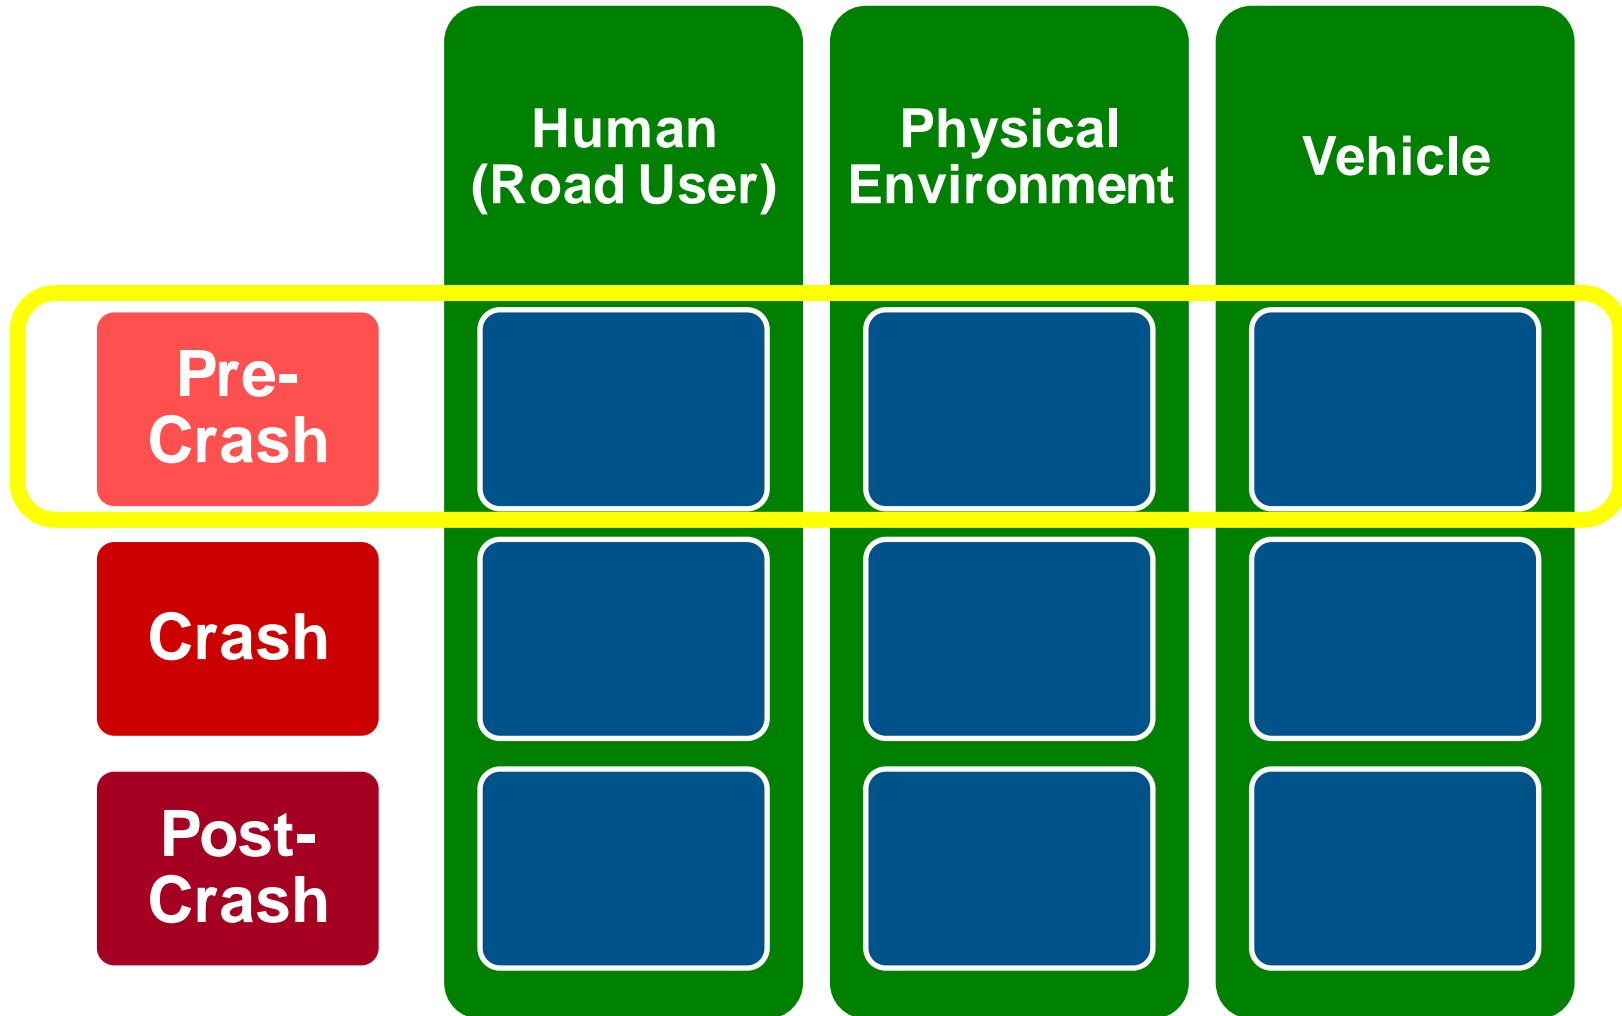 Human
(Road User)
Physical
Environment
Vehicle
Pre-
Crash
Crash
Post-
Crash